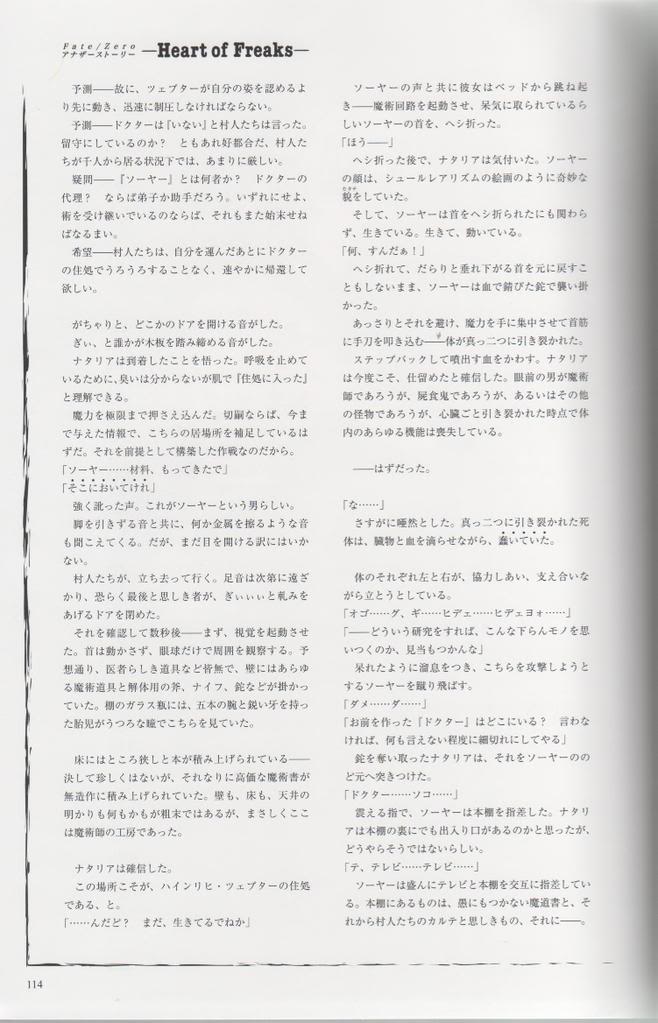 Fate/Zero
アナザーストーリー
—Heart of Freaks—
予測——故に、ツェプターが自分の姿を認めるよ
り先に動き、迅速に制圧しなければならない。
予測——ドクターは『いない』と村人たちは言った。
留守にしているのか？　ともあれ好都合だ、村人た
ちが千人から居る状況下では、あまりに厳しい。
疑問——『ソーヤー』とは何者か？　ドクターの
代理？　ならば弟子か助手だろう。いずれにせよ、
術を受け継いでいるのならば、それもまた始末せね
ばなるまい。
希望——村人たちは、自分を運んだあとにドクター
の住処でうろうろすることなく、速やかに帰還して
欲しい。
がちゃりと、どこかのドアを開ける音がした。
ぎぃ、と誰かが木板を踏み締める音がした。
ナタリアは到着したことを悟った。呼吸を止めて
いるために、臭いは分からないが肌で『住処に入った』
と理解できる。
魔力を極限まで押さえ込んだ。切嗣ならば、今ま
で与えた情報で、こちらの居場所を補足しているは
ずだ。それを前提として構築した作戦なのだから。
「ソーヤー……材料、もってきたで」
「そこにおいてけれ」
強く訛った声。これがソーヤーという男らしい。
脚を引きずる音と共に、何か金属を擦るような音
も聞こえてくる。だが、まだ目を開ける訳にはいか
ない。
村人たちが、立ち去って行く。足音は次第に遠ざ
かり、恐らく最後と思しき者が、ぎぃぃぃと軋みを
あげるドアを閉めた。
それを確認して数秒後——まず、視覚を起動させ
た。首は動かさず、眼球だけで周囲を観察する。予
想通り、医者らしき道具など皆無で、壁にはあらゆ
る魔術道具と解体用の斧、ナイフ、鉈などが掛かっ
ていた。棚のガラス瓶には、五本の腕と鋭い牙を持っ
た胎児がうつろな瞳でこちらを見ていた。
床にはところ狭しと本が積み上げられている——
決して珍しくはないが、それなりに高価な魔術書が
無造作に積み上げられていた。壁も、床も、天井の
明かりも何もかもが粗末ではあるが、まさしくここ
は魔術師の工房であった。
ナタリアは確信した。
この場所こそが、ハインリヒ・ツェプターの住処
である、と。
「……んだど？　まだ、生きてるでねか」
ソーヤーの声と共に彼女はベッドから跳ね起
き——魔術回路を起動させ、呆気に取られているら
しいソーヤーの首を、ヘシ折った。
「ほう——」
ヘシ折った後で、ナタリアは気付いた。ソーヤー
の顔は、シュールレアリズムの絵画のように奇妙な
貌をしていた。
そして、ソーヤーは首をヘシ折られたにも関わら
ず、生きている。生きて、動いている。
「何、すんだぁ！」
ヘシ折れて、だらりと垂れ下がる首を元に戻すこ
ともしないまま、ソーヤーは血で錆びた鉈で襲い掛
かった。
あっさりとそれを避け、魔力を手に集中させて首筋
に手刀を叩き込む——体が真っ二つに引き裂かれた。
ステップバックして噴出す血をかわす。ナタリア
は今度こそ、仕留めたと確信した。眼前の男が魔術
師であろうが、屍食鬼であろうが、あるいはその他
の怪物であろうが、心臓ごと引き裂かれた時点で体
内のあらゆる機能は喪失している。
——はずだった。
「な……」
さすがに唖然とした。真っ二つに引き裂かれた死
体は、臓物と血を滴らせながら、蠢いていた。
体のそれぞれ左と右が、協力しあい、支え合いな
がら立とうとしている。
「オゴ……グ、ギ……ヒデェ……ヒデェヨォ……」
「——どういう研究をすれば、こんな下らんモノを思
いつくのか、見当もつかんな」
呆れたように溜息をつき、こちらを攻撃しようと
するソーヤーを蹴り飛ばす。
「ダメ……ダ……」
「お前を作った『ドクター』はどこにいる？　言わな
ければ、何も言えない程度に細切れにしてやる」
鉈を奪い取ったナタリアは、それをソーヤーのの
ど元へ突きつけた。
「ドクター……ソコ……」
震える指で、ソーヤーは本棚を指差した。ナタリ
アは本棚の裏にでも出入り口があるのかと思ったが、
どうやらそうではないらしい。
「テ、テレビ……テレビ……」
ソーヤーは盛んにテレビと本棚を交互に指差してい
る。本棚にあるものは、愚にもつかない魔道書と、そ
れから村人たちのカルテと思しきもの、それに——。
114